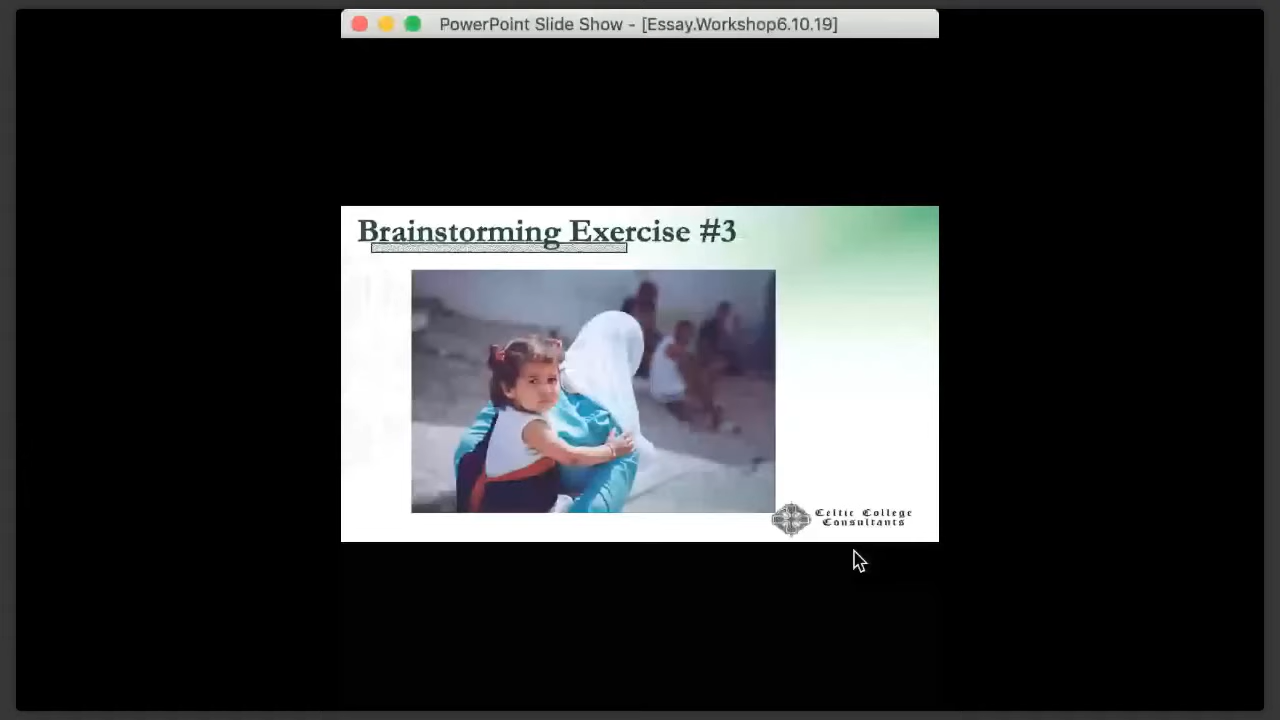 PowerPoint Slide Show - [Essay.Workshop6.10.19]
Brainstorming Exercise #3
Celtic College
Consultants